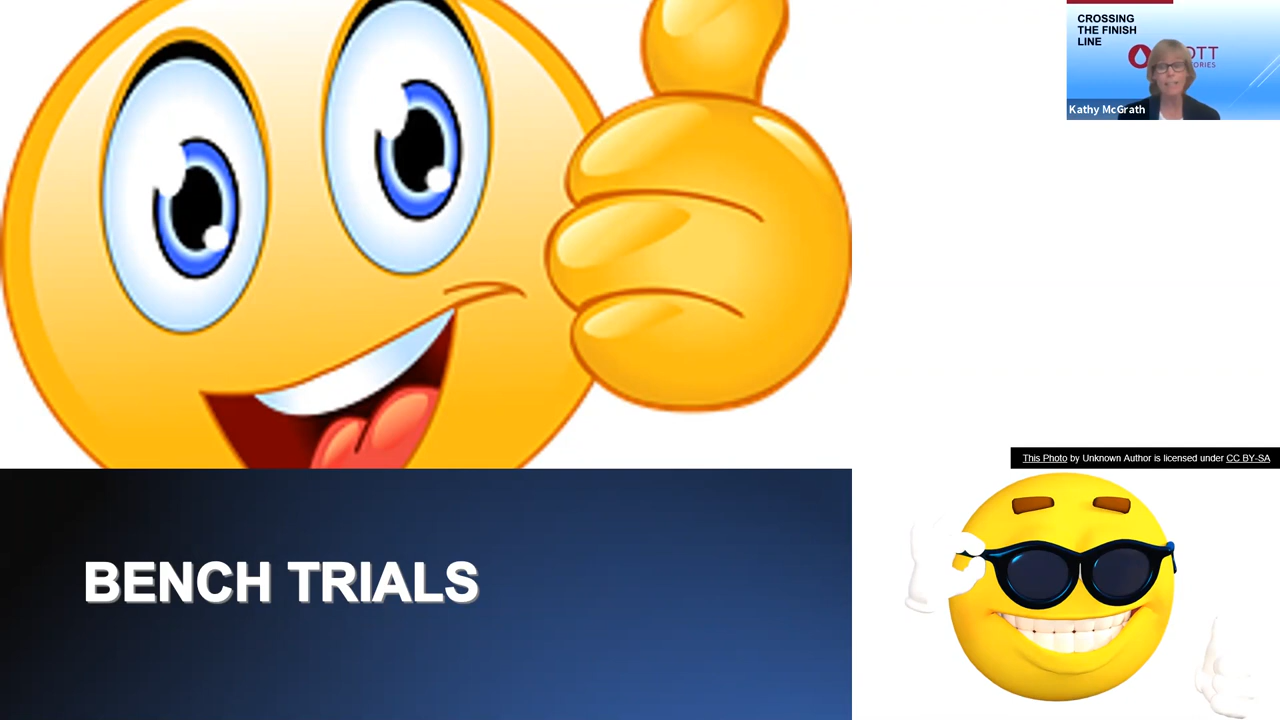 CROSSING
THE FINISH
LINE
Kathy McGrath
This Photo by Unknown Author is licensed under CC BY-SA
BENCH TRIALS